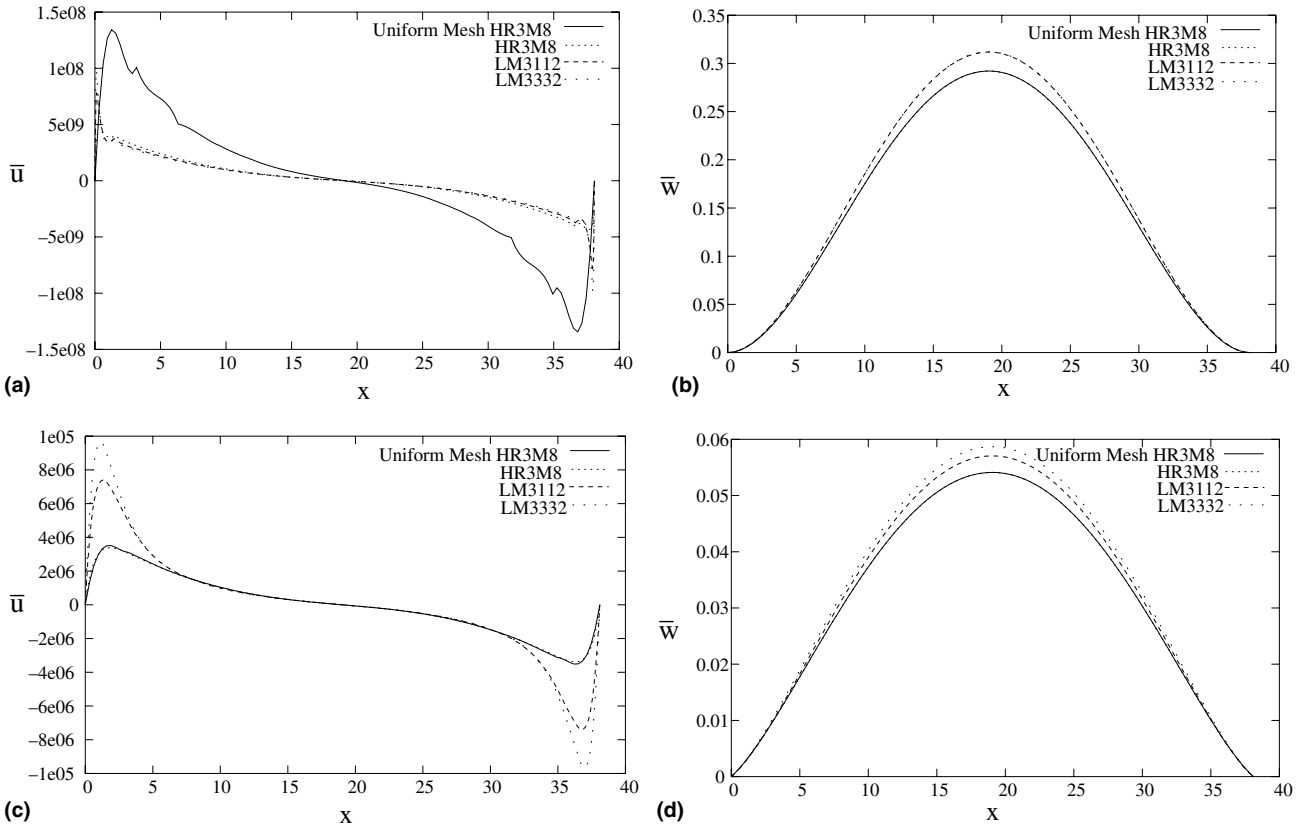 1.5e08
1e08
5e09
0
−5e09
−1e08
−1.5e08
u̅
0 5 10 15 20 25 30 35 40
x
Uniform Mesh HR3M8
HR3M8
LM3112
LM3332
(a)
0.35
0.3
0.25
0.2
0.15
0.1
0.05
0
w̅
0 5 10 15 20 25 30 35 40
x
Uniform Mesh HR3M8
HR3M8
LM3112
LM3332
(b)
1e05
8e06
6e06
4e06
2e06
0
−2e06
−4e06
−6e06
−8e06
−1e05
u̅
0 5 10 15 20 25 30 35 40
x
Uniform Mesh HR3M8
HR3M8
LM3112
LM3332
(c)
0.06
0.05
0.04
0.03
0.02
0.01
0
w̅
0 5 10 15 20 25 30 35 40
x
Uniform Mesh HR3M8
HR3M8
LM3112
LM3332
(d)